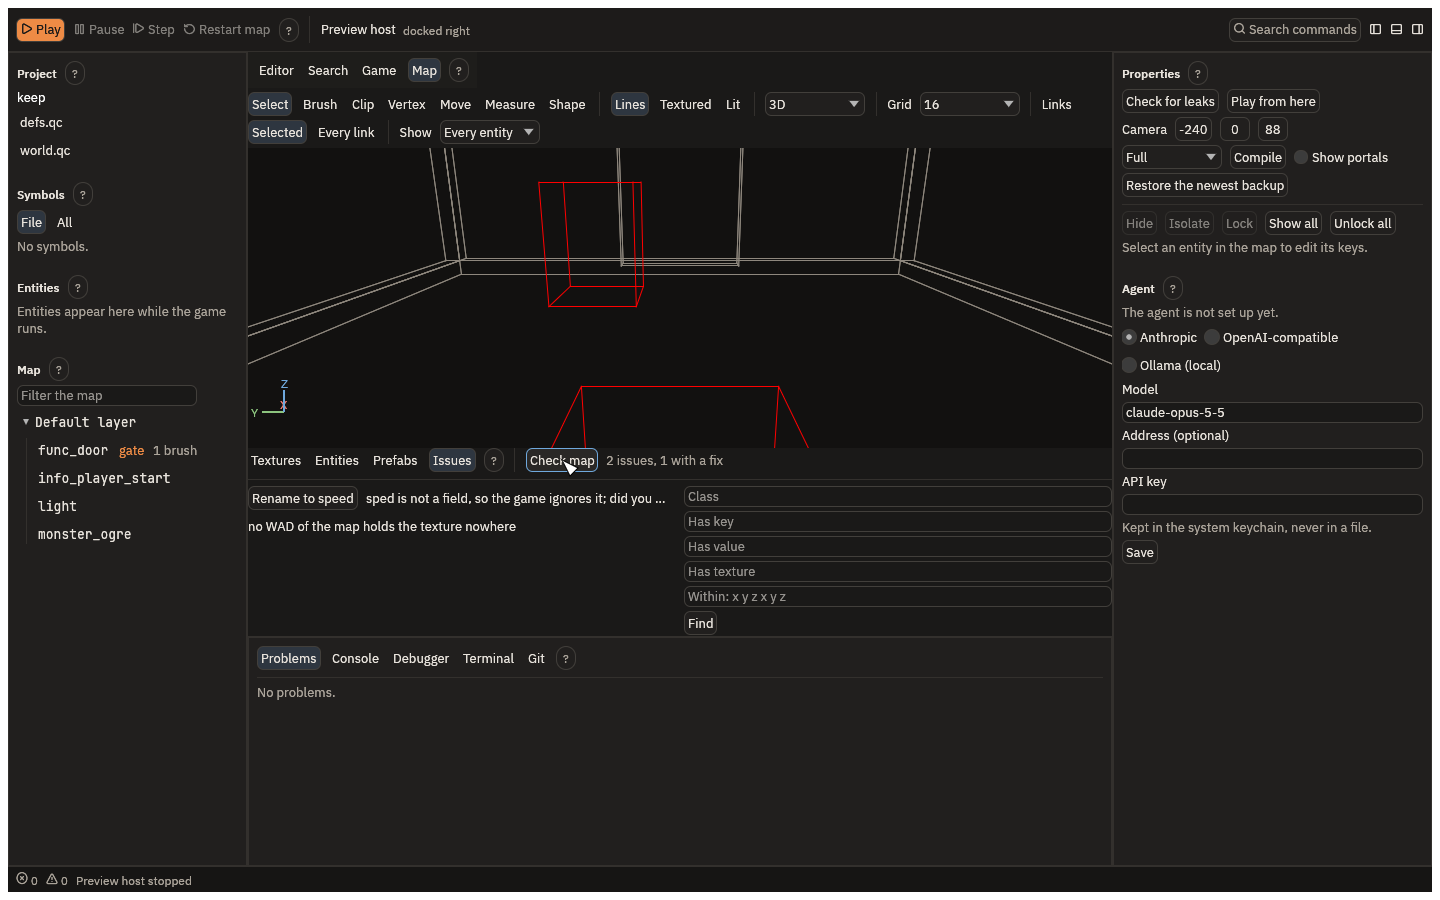 Play Pause Step Restart map ? Preview host docked right Search commands
Project ?
keep
defs.qc
world.qc
Symbols ?
File All
No symbols.
Entities ?
Entities appear here while the game
runs.
Map ?
Filter the map
Default layer
func_door gate 1 brush
info_player_start
light
monster_ogre
Editor Search Game Map ?
Select Brush Clip Vertex Move Measure Shape Lines Textured Lit 3D Grid 16 Links
Selected Every link Show Every entity
Z
Y X
Textures Entities Prefabs Issues ? Check map 2 issues, 1 with a fix
Rename to speed sped is not a field, so the game ignores it; did you ...
no WAD of the map holds the texture nowhere
Class
Has key
Has value
Has texture
Within: x y z x y z
Find
Problems Console Debugger Terminal Git ?
No problems.
Properties ?
Check for leaks Play from here
Camera -240 0 88
Full Compile Show portals
Restore the newest backup
Hide Isolate Lock Show all Unlock all
Select an entity in the map to edit its keys.
Agent ?
The agent is not set up yet.
Anthropic OpenAI-compatible
Ollama (local)
Model
claude-opus-5-5
Address (optional)
API key
Kept in the system keychain, never in a file.
Save
0 0 Preview host stopped